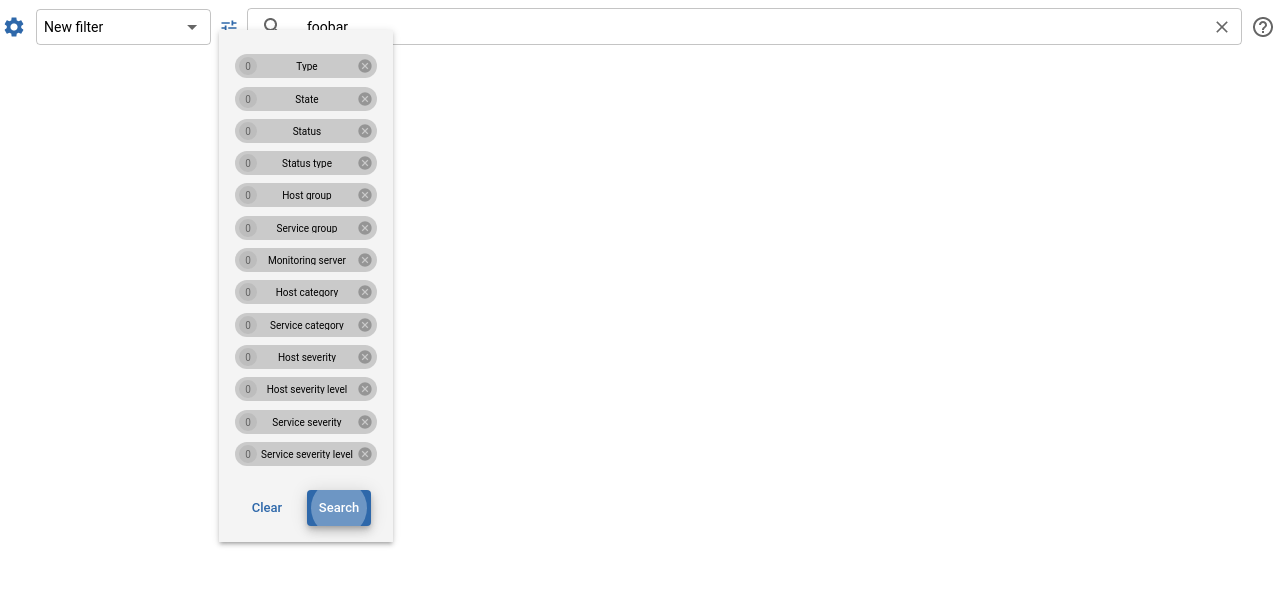 New filter
foobar
0 Type
0 State
0 Status
0 Status type
0 Host group
0 Service group
0 Monitoring server
0 Host category
0 Service category
0 Host severity
0 Host severity level
0 Service severity
0 Service severity level
Clear Search